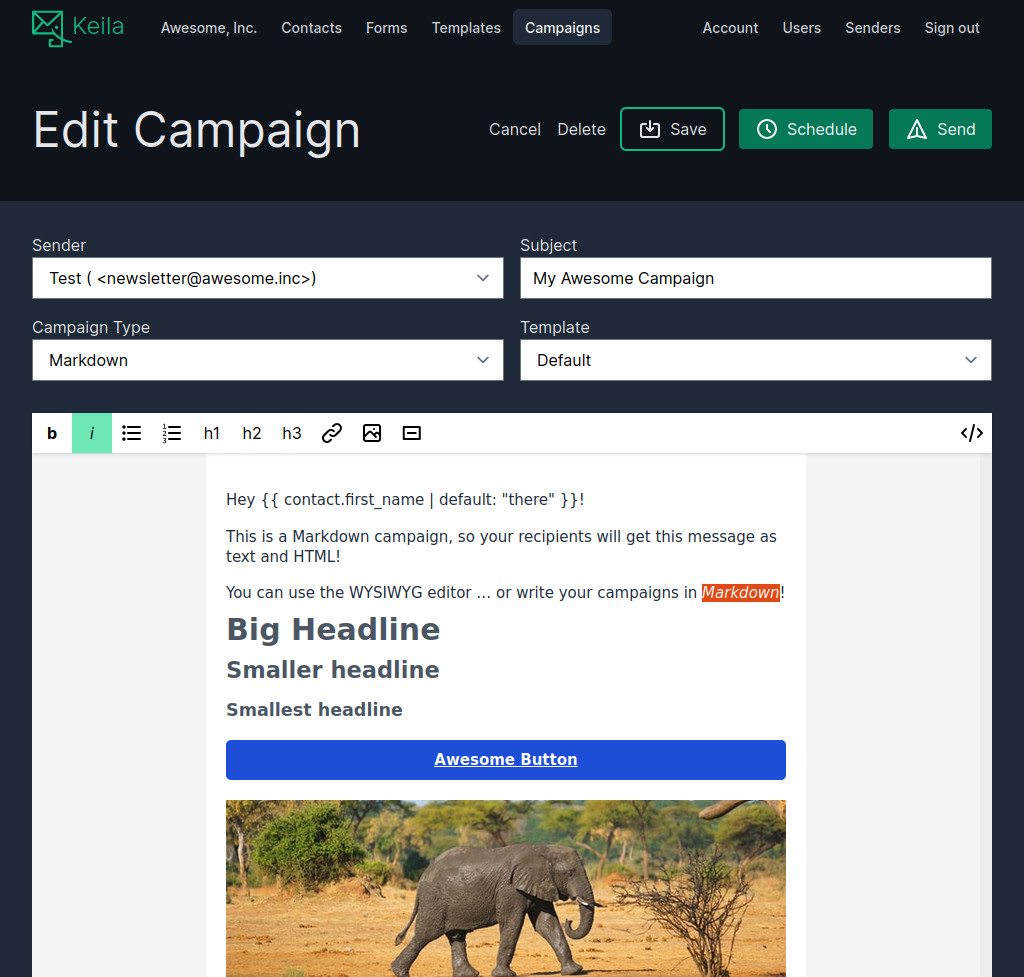 Keila
Awesome, Inc. Contacts Forms Templates Campaigns Account Users Senders Sign out
Edit Campaign
Cancel Delete Save Schedule Send
Sender Subject
Test ( <newsletter@awesome.inc>) My Awesome Campaign
Campaign Type Template
Markdown Default
b i 1 2 3 h1 h2 h3 </>
Hey {{ contact.first_name | default: "there" }}!
This is a Markdown campaign, so your recipients will get this message as
text and HTML!
You can use the WYSIWYG editor … or write your campaigns in Markdown!
Big Headline
Smaller headline
Smallest headline
Awesome Button